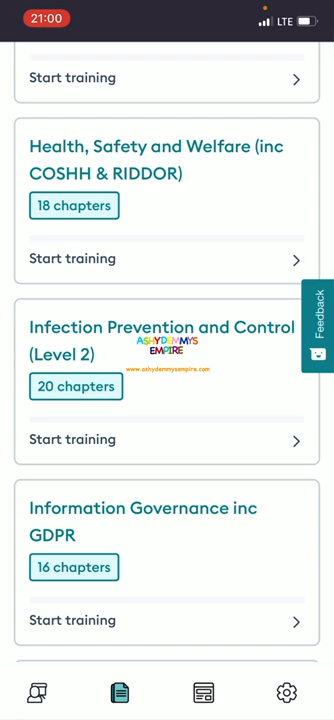 21:00
LTE
Start training
Health, Safety and Welfare (inc
COSHH & RIDDOR)
18 chapters
Start training
Feedback
Infection Prevention and Control
(Level 2)
ASHYDEMMYS
EMPIRE
www.ashydemmysempire.com
20 chapters
Start training
Information Governance inc
GDPR
16 chapters
Start training